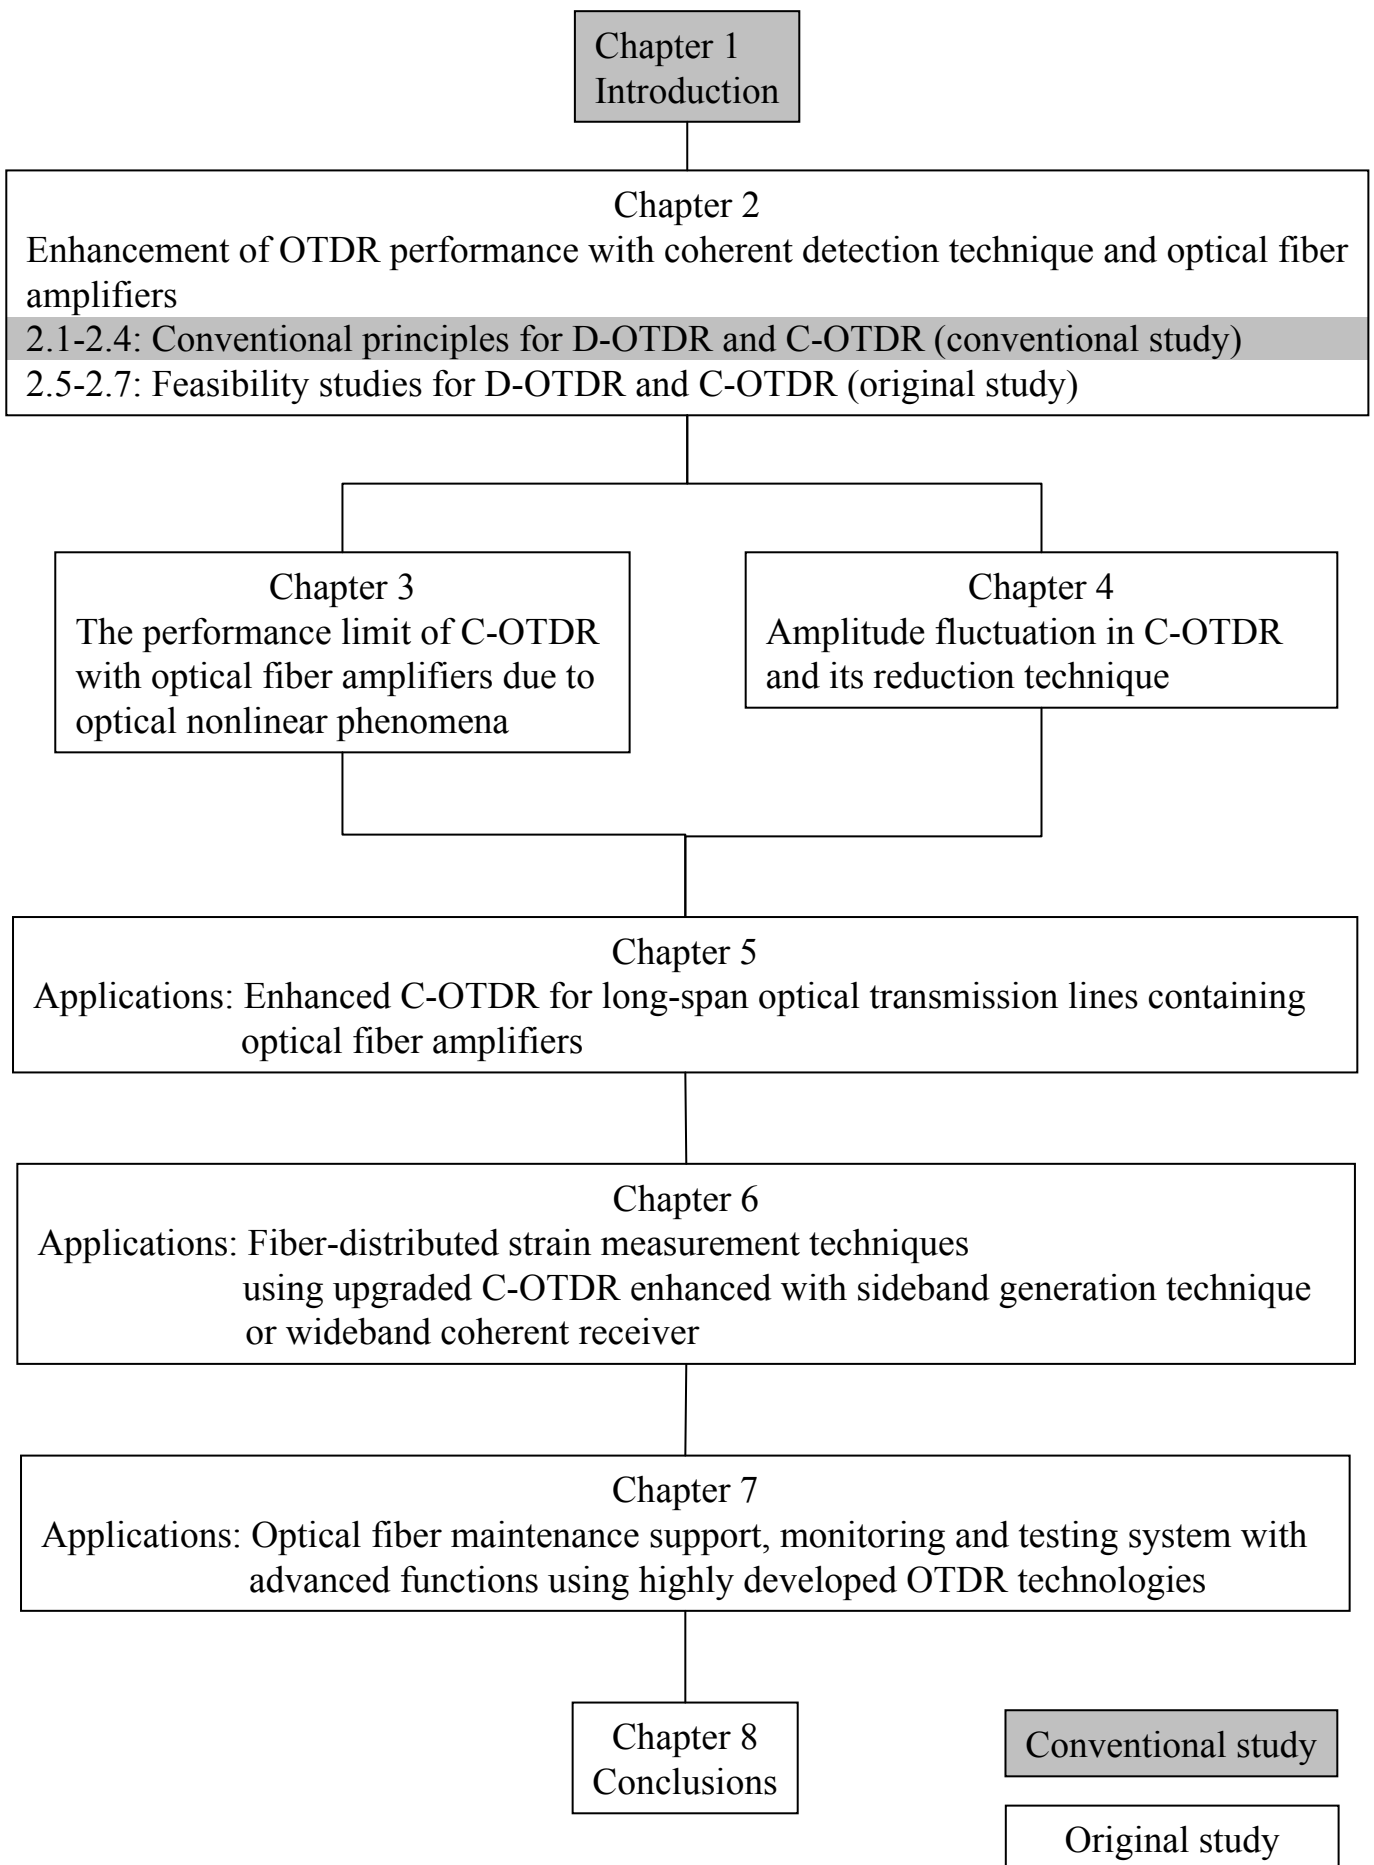 Chapter 1
Introduction
Chapter 2
Enhancement of OTDR performance with coherent detection technique and optical fiber
amplifiers
2.1-2.4: Conventional principles for D-OTDR and C-OTDR (conventional study)
2.5-2.7: Feasibility studies for D-OTDR and C-OTDR (original study)
Chapter 3
The performance limit of C-OTDR
with optical fiber amplifiers due to
optical nonlinear phenomena
Chapter 4
Amplitude fluctuation in C-OTDR
and its reduction technique
Chapter 5
Applications: Enhanced C-OTDR for long-span optical transmission lines containing
optical fiber amplifiers
Chapter 6
Applications: Fiber-distributed strain measurement techniques
using upgraded C-OTDR enhanced with sideband generation technique
or wideband coherent receiver
Chapter 7
Applications: Optical fiber maintenance support, monitoring and testing system with
advanced functions using highly developed OTDR technologies
Chapter 8
Conclusions
Conventional study
Original study